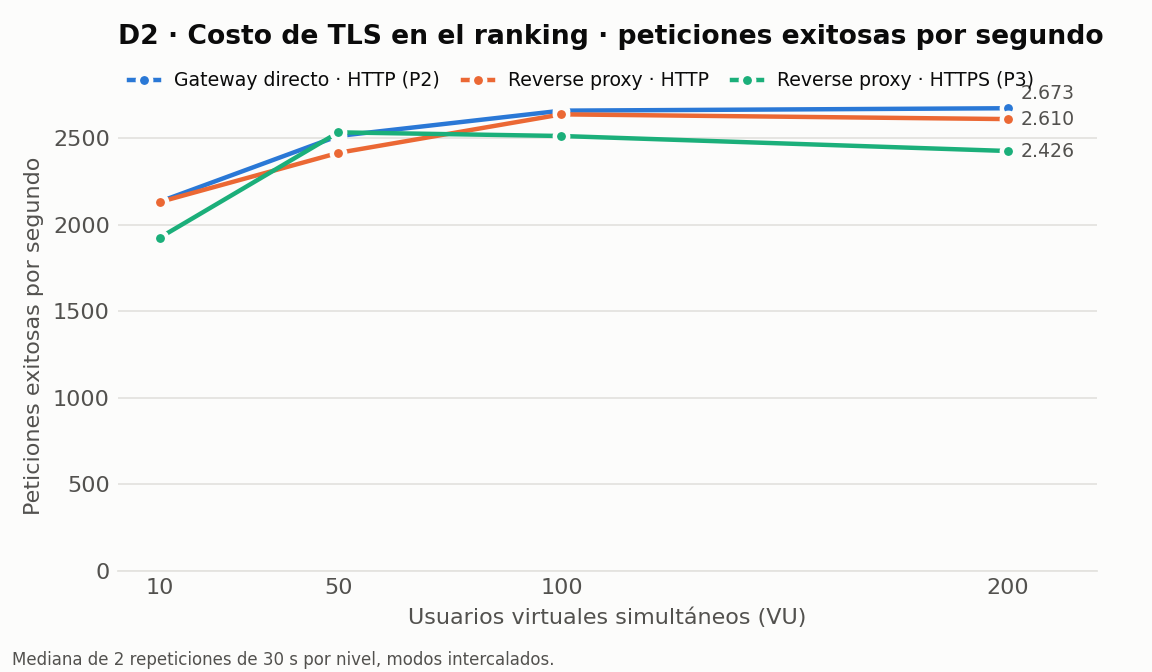 D2 · Costo de TLS en el ranking · peticiones exitosas por segundo
Gateway directo · HTTP (P2)
Reverse proxy · HTTP
Reverse proxy · HTTPS (P3)
2.673
2.610
2.426
Peticiones exitosas por segundo
2500
2000
1500
1000
500
0
10
50
100
200
Usuarios virtuales simultáneos (VU)
Mediana de 2 repeticiones de 30 s por nivel, modos intercalados.